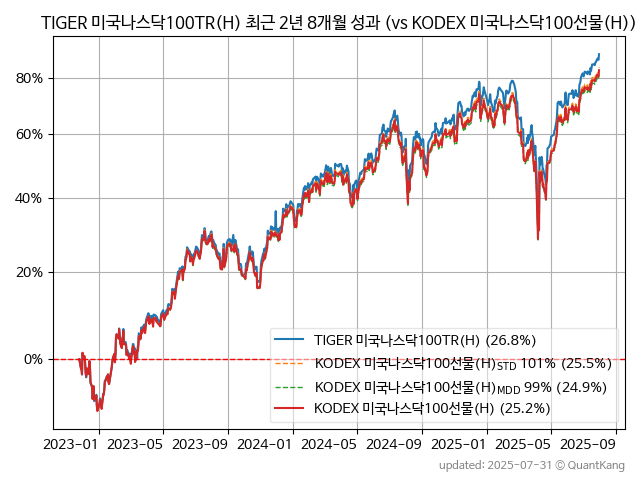 TIGER 미국나스닥100TR(H) 최근 2년 8개월 성과 (vs KODEX 미국나스닥100선물(H))
80%
60%
40%
20%
0%
TIGER 미국나스닥100TR(H) (26.8%)
KODEX 미국나스닥100선물(H)STD 101% (25.5%)
KODEX 미국나스닥100선물(H)MDD 99% (24.9%)
KODEX 미국나스닥100선물(H) (25.2%)
2023-01 2023-05 2023-09 2024-01 2024-05 2024-09 2025-01 2025-05 2025-09
updated: 2025-07-31 © QuantKang